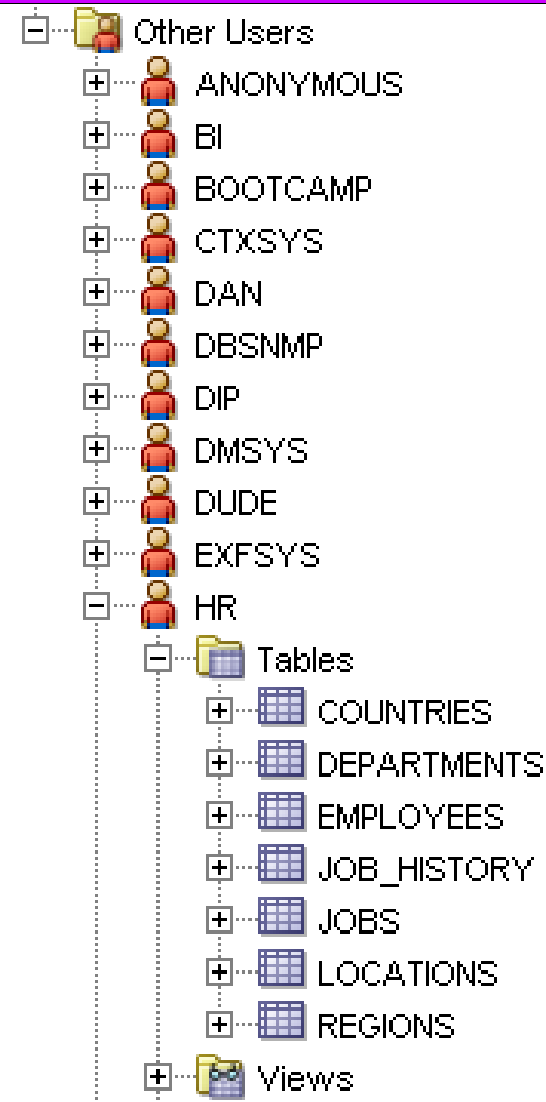 Other Users
ANONYMOUS
BI
BOOTCAMP
CTXSYS
DAN
DBSNMP
DIP
DMSYS
DUDE
EXFSYS
HR
Tables
COUNTRIES
DEPARTMENTS
EMPLOYEES
JOB_HISTORY
JOBS
LOCATIONS
REGIONS
Views